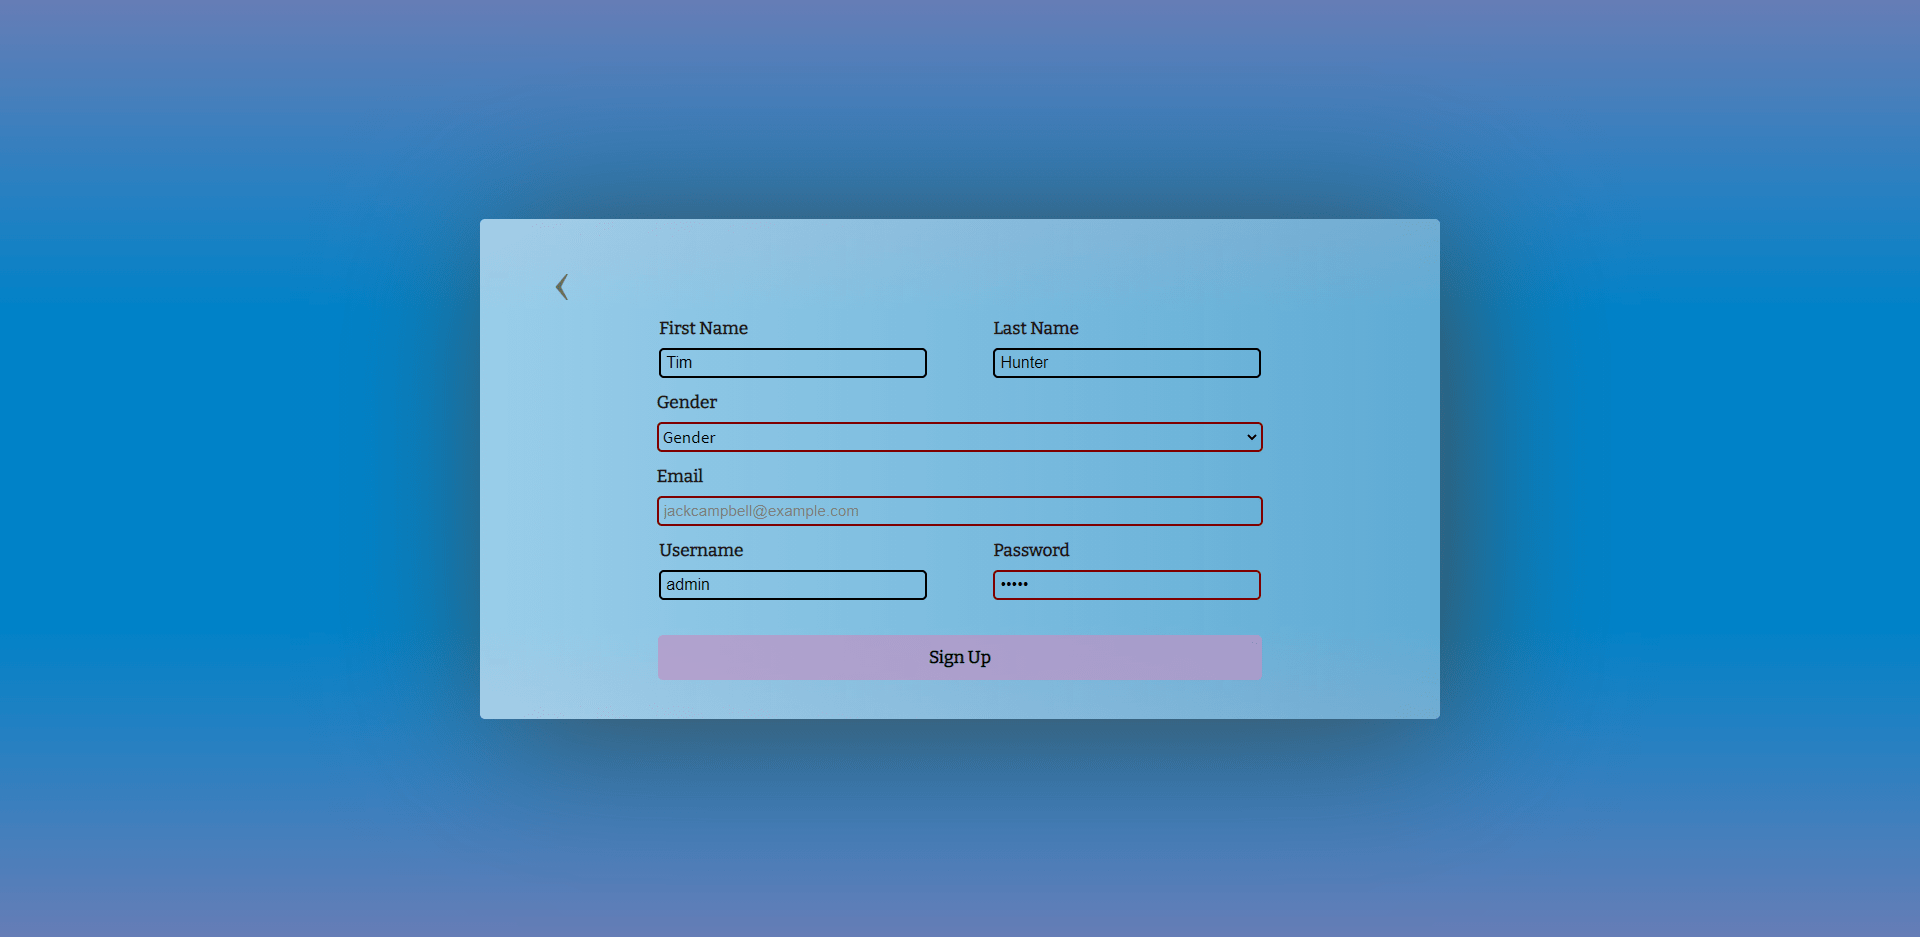 First Name Last Name
Tim Hunter
Gender
Gender
Email
jackcampbell@example.com
Username Password
admin •••••
Sign Up